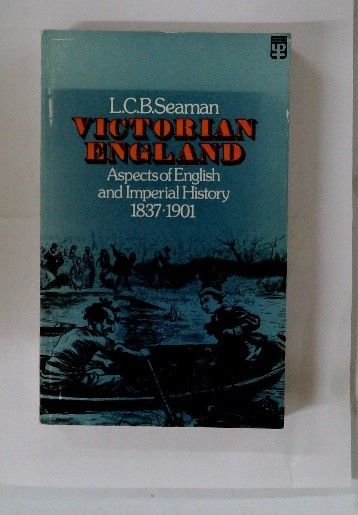 L.C.B.Seaman
VICTORIAN
ENGLAND
Aspects of English
and Imperial History
1837·1901